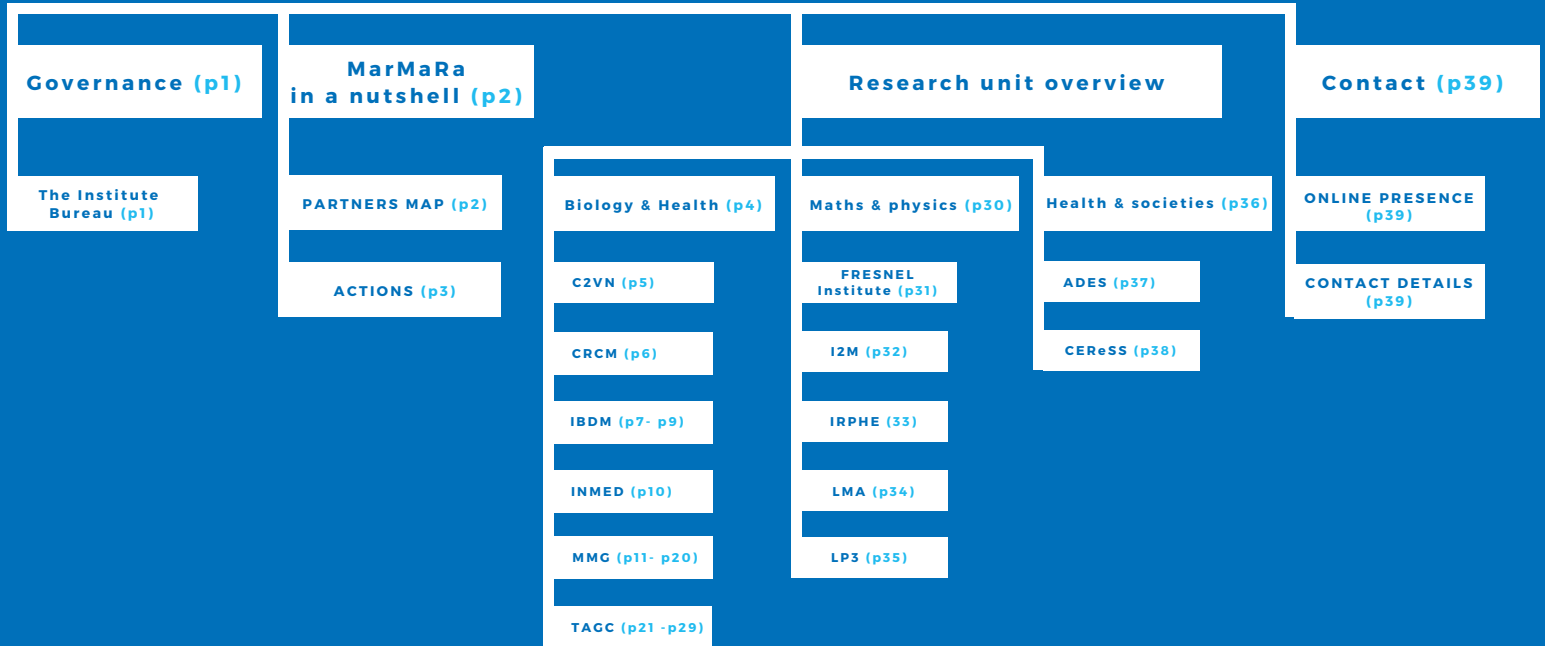 Governance (p1)
The Institute
Bureau (p1)
MarMaRa
in a nutshell (p2)
PARTNERS MAP (p2)
ACTIONS (p3)
Research unit overview
Biology & Health (p4)
C2VN (p5)
CRCM (p6)
IBDM (p7- p9)
INMED (p10)
MMG (p11- p20)
TAGC (p21 -p29)
Maths & physics (p30)
FRESNEL
Institute (p31)
I2M (p32)
IRPHE (33)
LMA (p34)
LP3 (p35)
Health & societies (p36)
ADES (p37)
CEReSS (p38)
Contact (p39)
ONLINE PRESENCE
(p39)
CONTACT DETAILS
(p39)